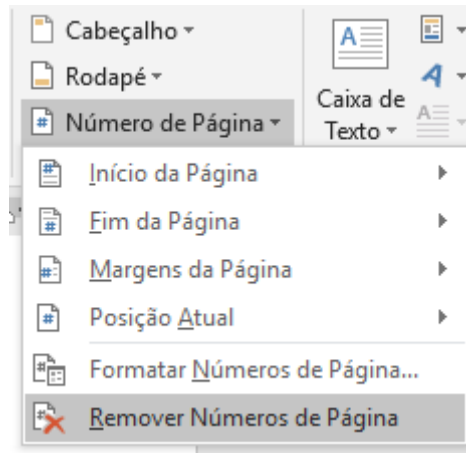 Cabeçalho
Rodapé
Número de Página
Caixa de
Texto
Início da Página
Fim da Página
Margens da Página
Posição Atual
Formatar Números de Página...
Remover Números de Página